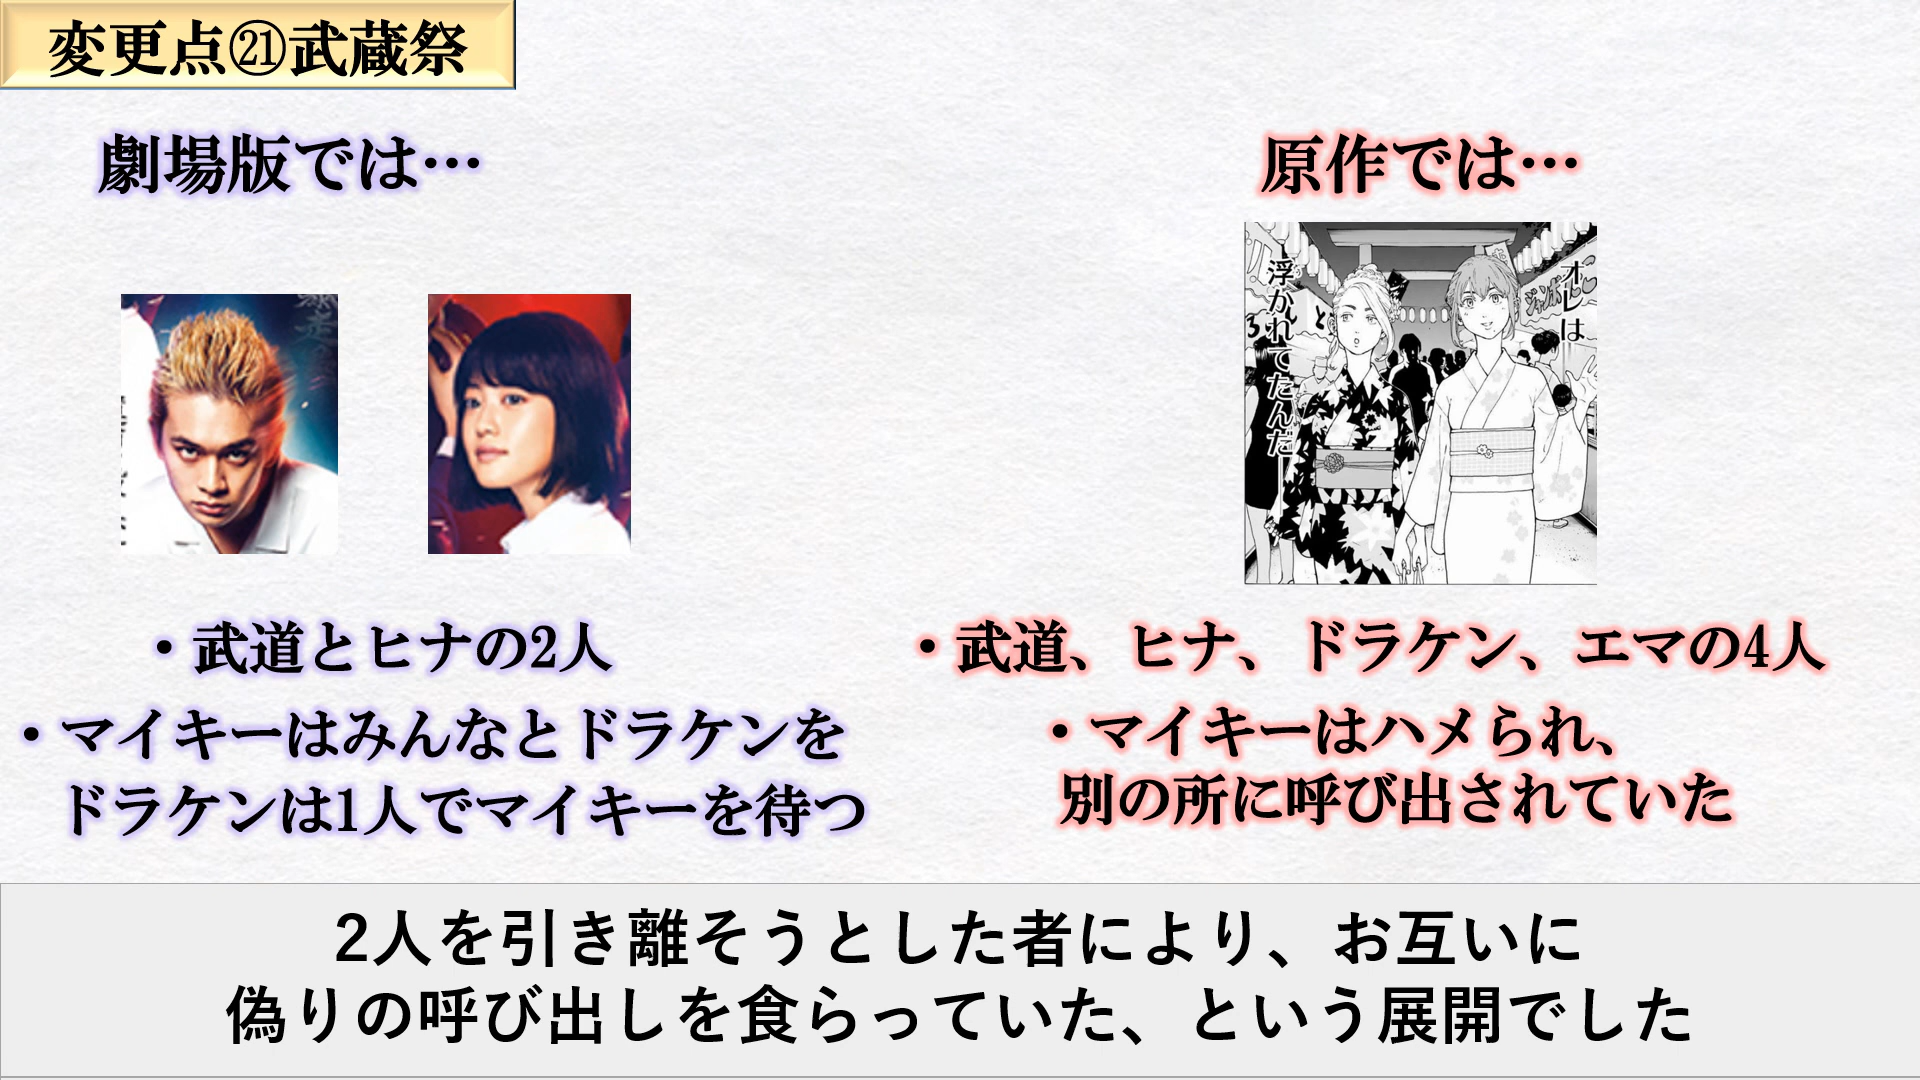 変更点㉑武蔵祭
劇場版では…
原作では…
オレは
浮かれてたんだ
ジャンボ
・武道とヒナの2人
・マイキーはみんなとドラケンを
ドラケンは1人でマイキーを待つ
・武道、ヒナ、ドラケン、エマの4人
・マイキーはハメられ、
別の所に呼び出されていた
2人を引き離そうとした者により、お互いに
偽りの呼び出しを食らっていた、という展開でした